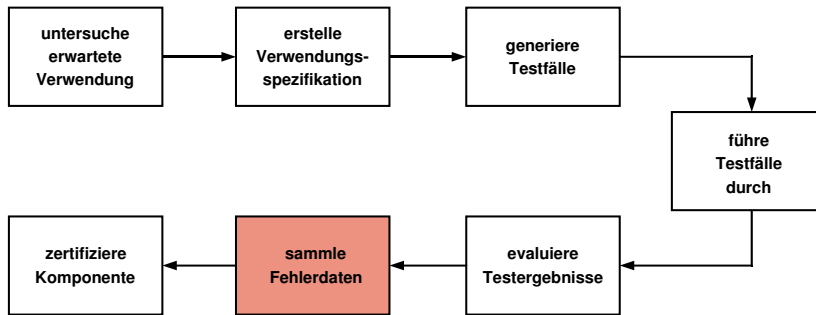 untersuche
erwartete
Verwendung
erstelle
Verwendungs-
spezifikation
generiere
Testfälle
führe
Testfälle
durch
evaluiere
Testergebnisse
sammle
Fehlerdaten
zertifiziere
Komponente